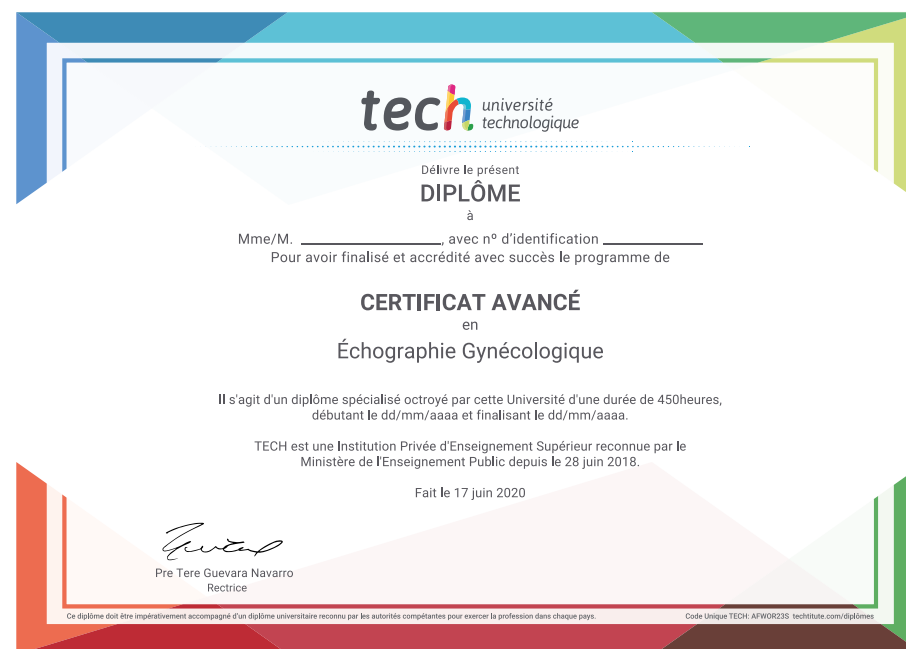 tech université
technologique
Délivre le présent
DIPLÔME
à
Mme/M. ____________________, avec nº d'identification ______________
Pour avoir finalisé et accrédité avec succès le programme de
CERTIFICAT AVANCÉ
en
Échographie Gynécologique
Il s'agit d'un diplôme spécialisé octroyé par cette Université d'une durée de 450heures,
débutant le dd/mm/aaaa et finalisant le dd/mm/aaaa.
TECH est une Institution Privée d'Enseignement Supérieur reconnue par le
Ministère de l'Enseignement Public depuis le 28 juin 2018.
Fait le 17 juin 2020
Pre Tere Guevara Navarro
Rectrice
Ce diplôme doit être impérativement accompagné d'un diplôme universitaire reconnu par les autorités compétantes pour exercer la profession dans chaque pays.
Code Unique TECH: AFWOR23S techtitute.com/diplômes